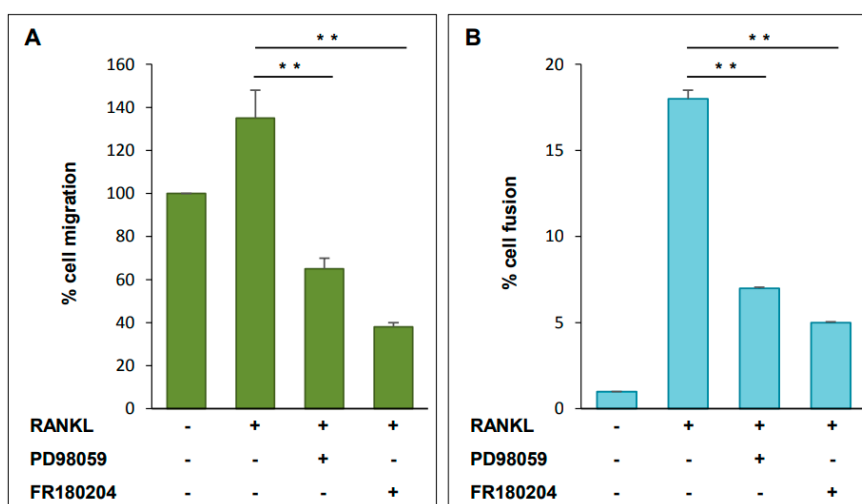 A
* *
* *
160
140
120
100
80
60
40
20
0
% cell migration
RANKL - + + +
PD98059 - - + -
FR180204 - - - +
B
* *
* *
20
15
10
5
0
% cell fusion
RANKL - + + +
PD98059 - - + -
FR180204 - - - +